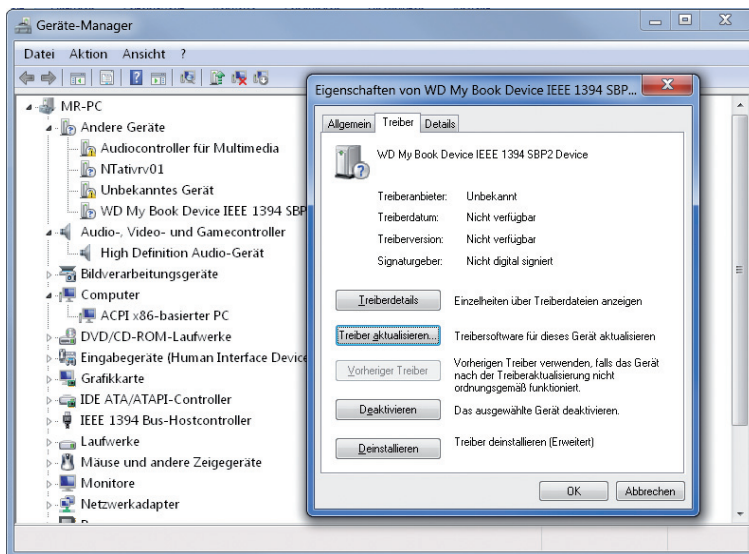 Geräte-Manager
Datei Aktion Ansicht ?
MR-PC
Andere Geräte
Audiocontroller für Multimedia
NTativrv01
Unbekanntes Gerät
WD My Book Device IEEE 1394 SBP
Audio-, Video- und Gamecontroller
High Definition Audio-Gerät
Bildverarbeitungsgeräte
Computer
ACPI x86-basierter PC
DVD/CD-ROM-Laufwerke
Eingabegeräte (Human Interface Device
Grafikkarte
IDE ATA/ATAPI-Controller
IEEE 1394 Bus-Hostcontroller
Laufwerke
Mäuse und andere Zeigegeräte
Monitore
Netzwerkadapter
Eigenschaften von WD My Book Device IEEE 1394 SBP...
Allgemein Treiber Details
WD My Book Device IEEE 1394 SBP2 Device
Treiberanbieter: Unbekannt
Treiberdatum: Nicht verfügbar
Treiberversion: Nicht verfügbar
Signaturgeber: Nicht digital signiert
Treiberdetails Einzelheiten über Treiberdateien anzeigen
Treiber aktualisieren... Treibersoftware für dieses Gerät aktualisieren
Vorheriger Treiber Vorherigen Treiber verwenden, falls das Gerät
nach der Treiberaktualisierung nicht
ordnungsgemäß funktioniert.
Deaktivieren Das ausgewählte Gerät deaktivieren.
Deinstallieren Treiber deinstallieren (Erweitert)
OK Abbrechen